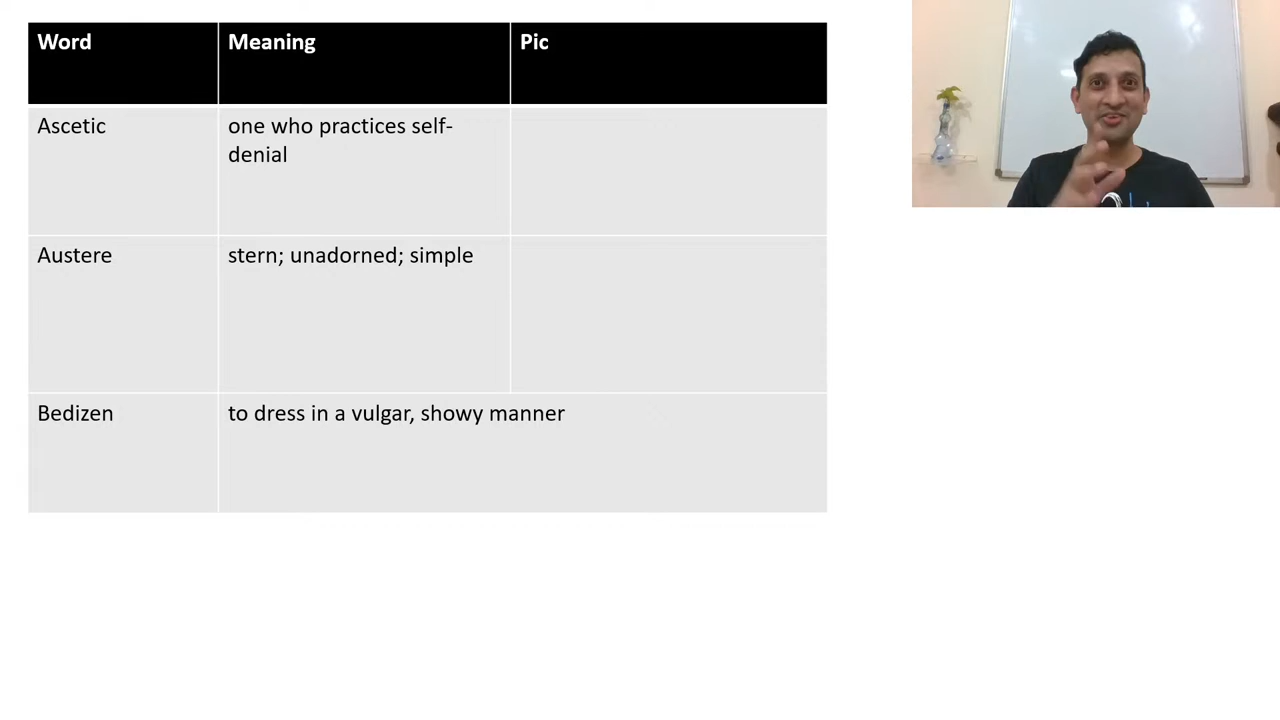 Word Meaning Pic
Ascetic one who practices self-
denial
Austere stern; unadorned; simple
Bedizen to dress in a vulgar, showy manner